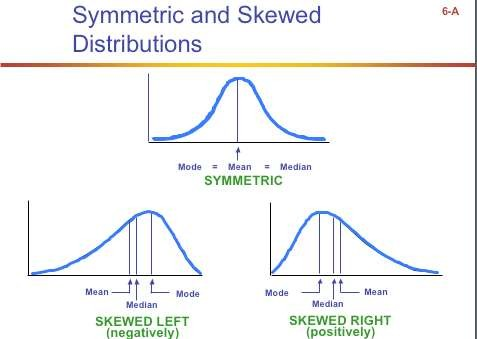 Symmetric and Skewed
Distributions
6-A
Mode = Mean = Median
SYMMETRIC
Mean
Median
Mode
SKEWED LEFT
(negatively)
Mode
Median
Mean
SKEWED RIGHT
(positively)